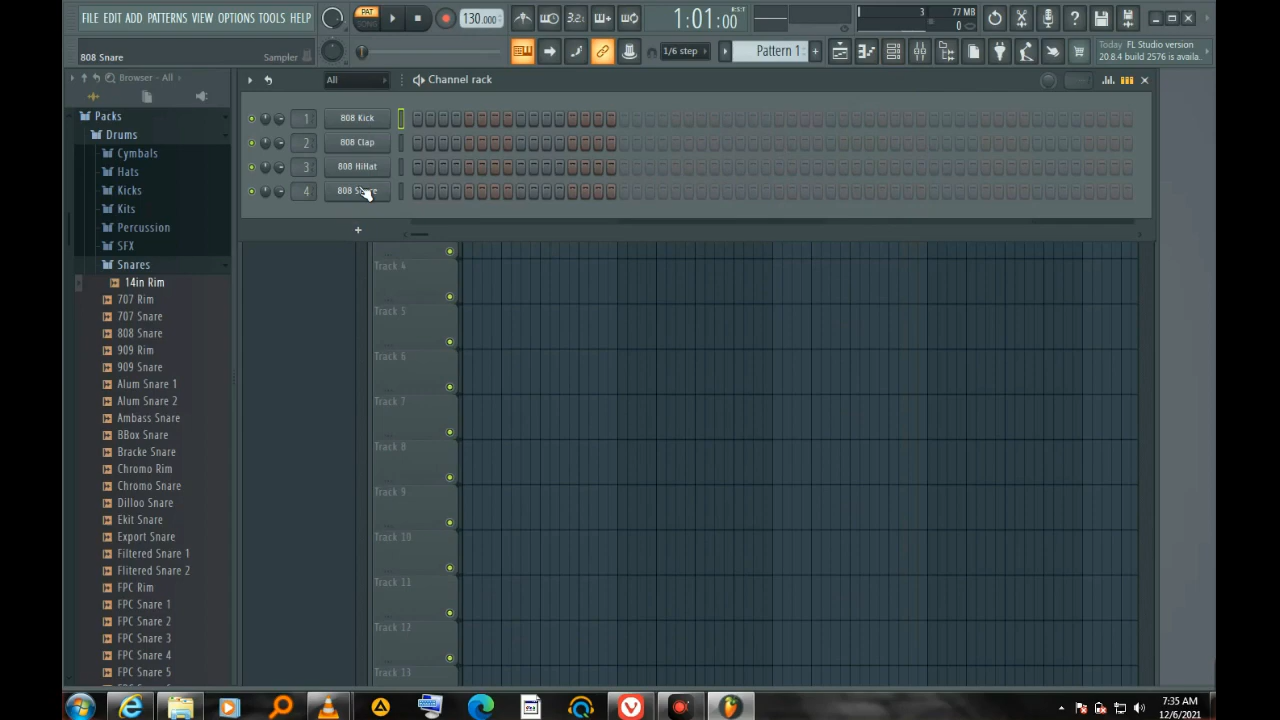 FILE EDIT ADD PATTERNS VIEW OPTIONS TOOLS HELP
PAT
SONG
130.000
1:01:00
3
77 MB
0
808 Snare
Sampler
1/6 step
Pattern 1
Today FL Studio version
20.8.4 build 2576 is availa.
Browser - All
All
Channel rack
Packs
Drums
Cymbals
Hats
Kicks
Kits
Percussion
SFX
Snares
14in Rim
707 Rim
707 Snare
808 Snare
909 Rim
909 Snare
Alum Snare 1
Alum Snare 2
Ambass Snare
BBox Snare
Bracke Snare
Chromo Rim
Chromo Snare
Dilloo Snare
Ekit Snare
Export Snare
Filtered Snare 1
Flitered Snare 2
FPC Rim
FPC Snare 1
FPC Snare 2
FPC Snare 3
FPC Snare 4
FPC Snare 5
1 808 Kick
2 808 Clap
3 808 HiHat
4 808
Track 4
Track 5
Track 6
Track 7
Track 8
Track 9
Track 10
Track 11
Track 12
Track 13
7:35 AM
12/6/2021